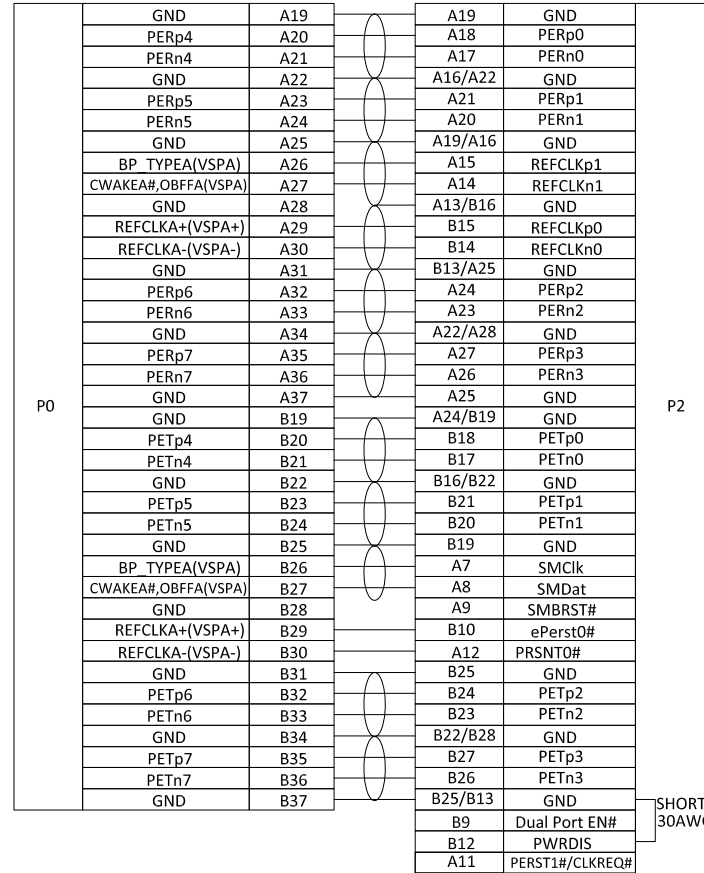 GND A19 A19 GND
PERp4 A20 A18 PERp0
PERn4 A21 A17 PERn0
GND A22 A16/A22 GND
PERp5 A23 A21 PERp1
PERn5 A24 A20 PERn1
GND A25 A19/A16 GND
BP_TYPEA(VSPA) A26 A15 REFCLKp1
CWAKEA#,OBFFA(VSPA) A27 A14 REFCLKn1
GND A28 A13/B16 GND
REFCLKA+(VSPA+) A29 B15 REFCLKp0
REFCLKA-(VSPA-) A30 B14 REFCLKn0
GND A31 B13/A25 GND
PERp6 A32 A24 PERp2
PERn6 A33 A23 PERn2
GND A34 A22/A28 GND
PERp7 A35 A27 PERp3
PERn7 A36 A26 PERn3
GND A37 A25 GND
P0 GND B19 A24/B19 GND P2
PETp4 B20 B18 PETp0
PETn4 B21 B17 PETn0
GND B22 B16/B22 GND
PETp5 B23 B21 PETp1
PETn5 B24 B20 PETn1
GND B25 B19 GND
BP_TYPEA(VSPA) B26 A7 SMClk
CWAKEA#,OBFFA(VSPA) B27 A8 SMDat
GND B28 A9 SMBRST#
REFCLKA+(VSPA+) B29 B10 ePerst0#
REFCLKA-(VSPA-) B30 A12 PRSNT0#
GND B31 B25 GND
PETp6 B32 B24 PETp2
PETn6 B33 B23 PETn2
GND B34 B22/B28 GND
PETp7 B35 B27 PETp3
PETn7 B36 B26 PETn3
GND B37 B25/B13 GND SHORT
B9 Dual Port EN# 30AWG
B12 PWRDIS
A11 PERST1#/CLKREQ#